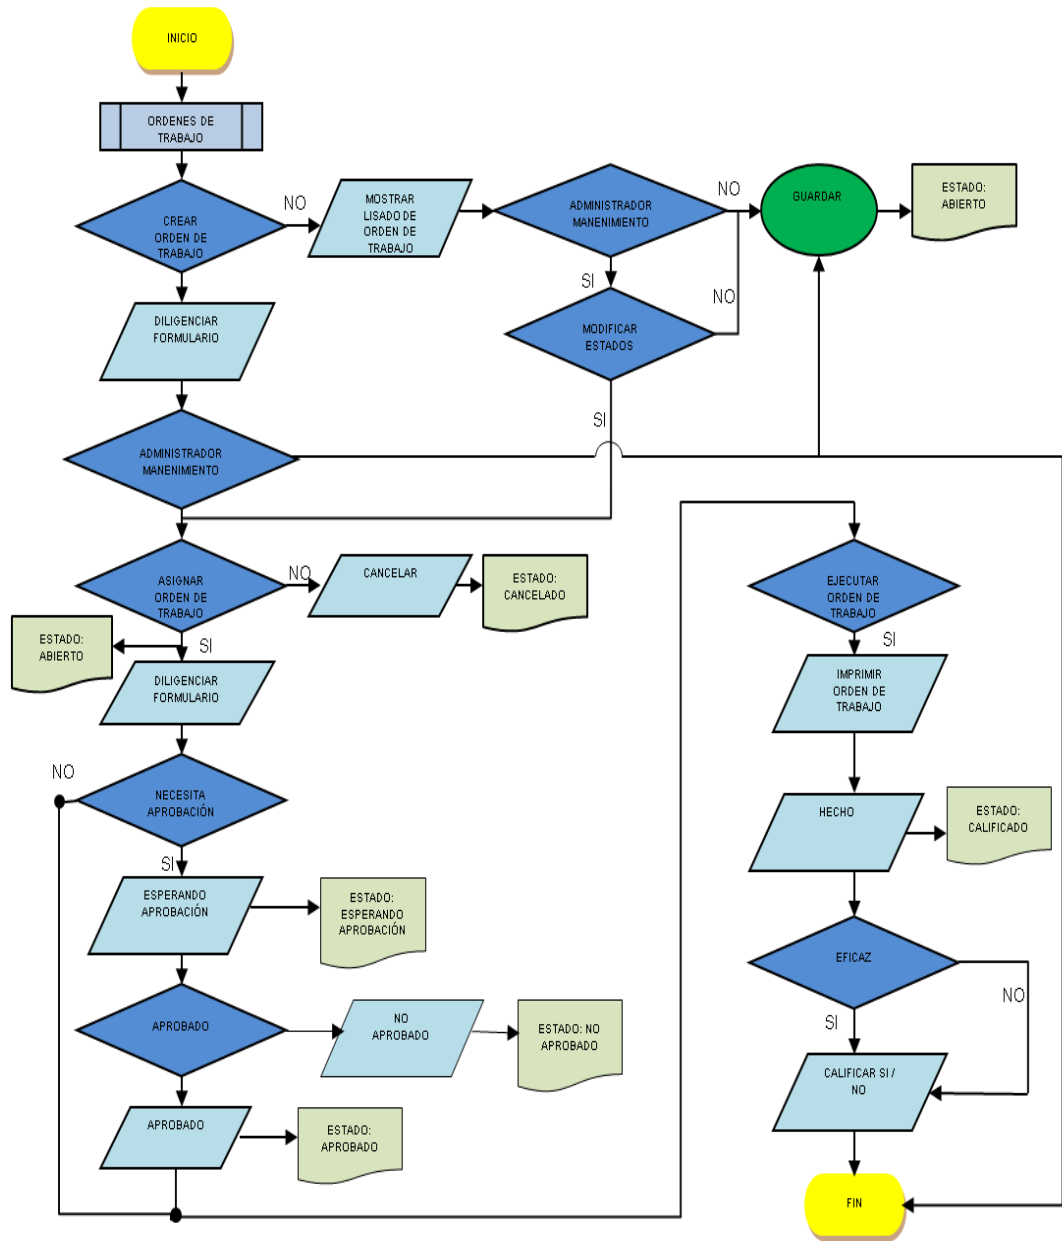 INICIO
ORDENES DE
TRABAJO
CREAR
ORDEN DE
TRABAJO
NO
MOSTRAR
LISADO DE
ORDEN DE
TRABAJO
ADMINISTRADOR
MANENIMIENTO
NO
GUARDAR
ESTADO:
ABIERTO
SI
NO
MODIFICAR
ESTADOS
SI
DILIGENCIAR
FORMULARIO
ADMINISTRADOR
MANENIMIENTO
ASIGNAR
ORDEN DE
TRABAJO
NO
CANCELAR
ESTADO:
CANCELADO
ESTADO:
ABIERTO
SI
DILIGENCIAR
FORMULARIO
NO
NECESITA
APROBACIÓN
SI
ESPERANDO
APROBACIÓN
ESTADO:
ESPERANDO
APROBACIÓN
APROBADO
NO
APROBADO
ESTADO: NO
APROBADO
APROBADO
ESTADO:
APROBADO
EJECUTAR
ORDEN DE
TRABAJO
SI
IMPRIMIR
ORDEN DE
TRABAJO
HECHO
ESTADO:
CALIFICADO
EFICAZ
NO
SI
CALIFICAR SI /
NO
FIN